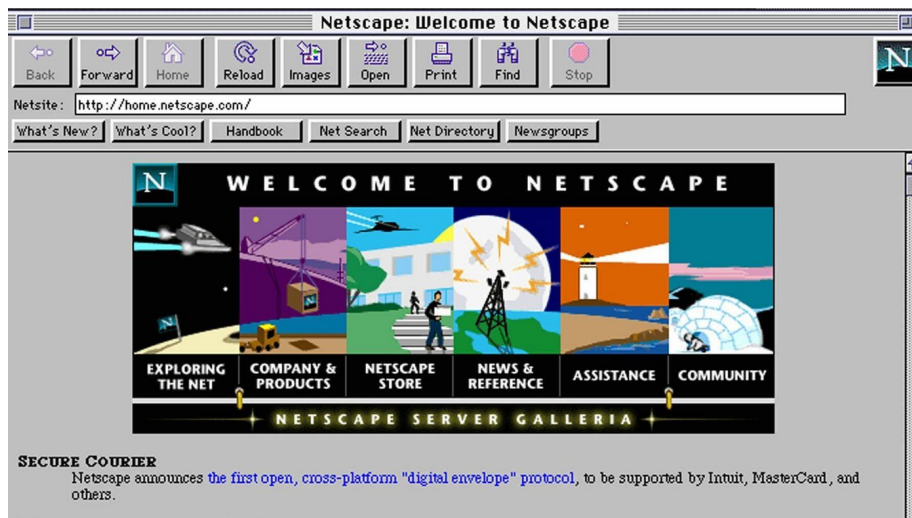 Netscape: Welcome to Netscape
Back Forward Home Reload Images Open Print Find Stop
N
Netsite: http://home.netscape.com/
What's New? What's Cool? Handbook Net Search Net Directory Newsgroups
N WELCOME TO NETSCAPE
N
N
EXPLORING THE NET
COMPANY & PRODUCTS
NETSCAPE STORE
NEWS & REFERENCE
ASSISTANCE
COMMUNITY
NETSCAPE SERVER GALLERIA
SECURE COURIER
Netscape announces the first open, cross-platform "digital envelope" protocol, to be supported by Intuit, MasterCard, and
others.